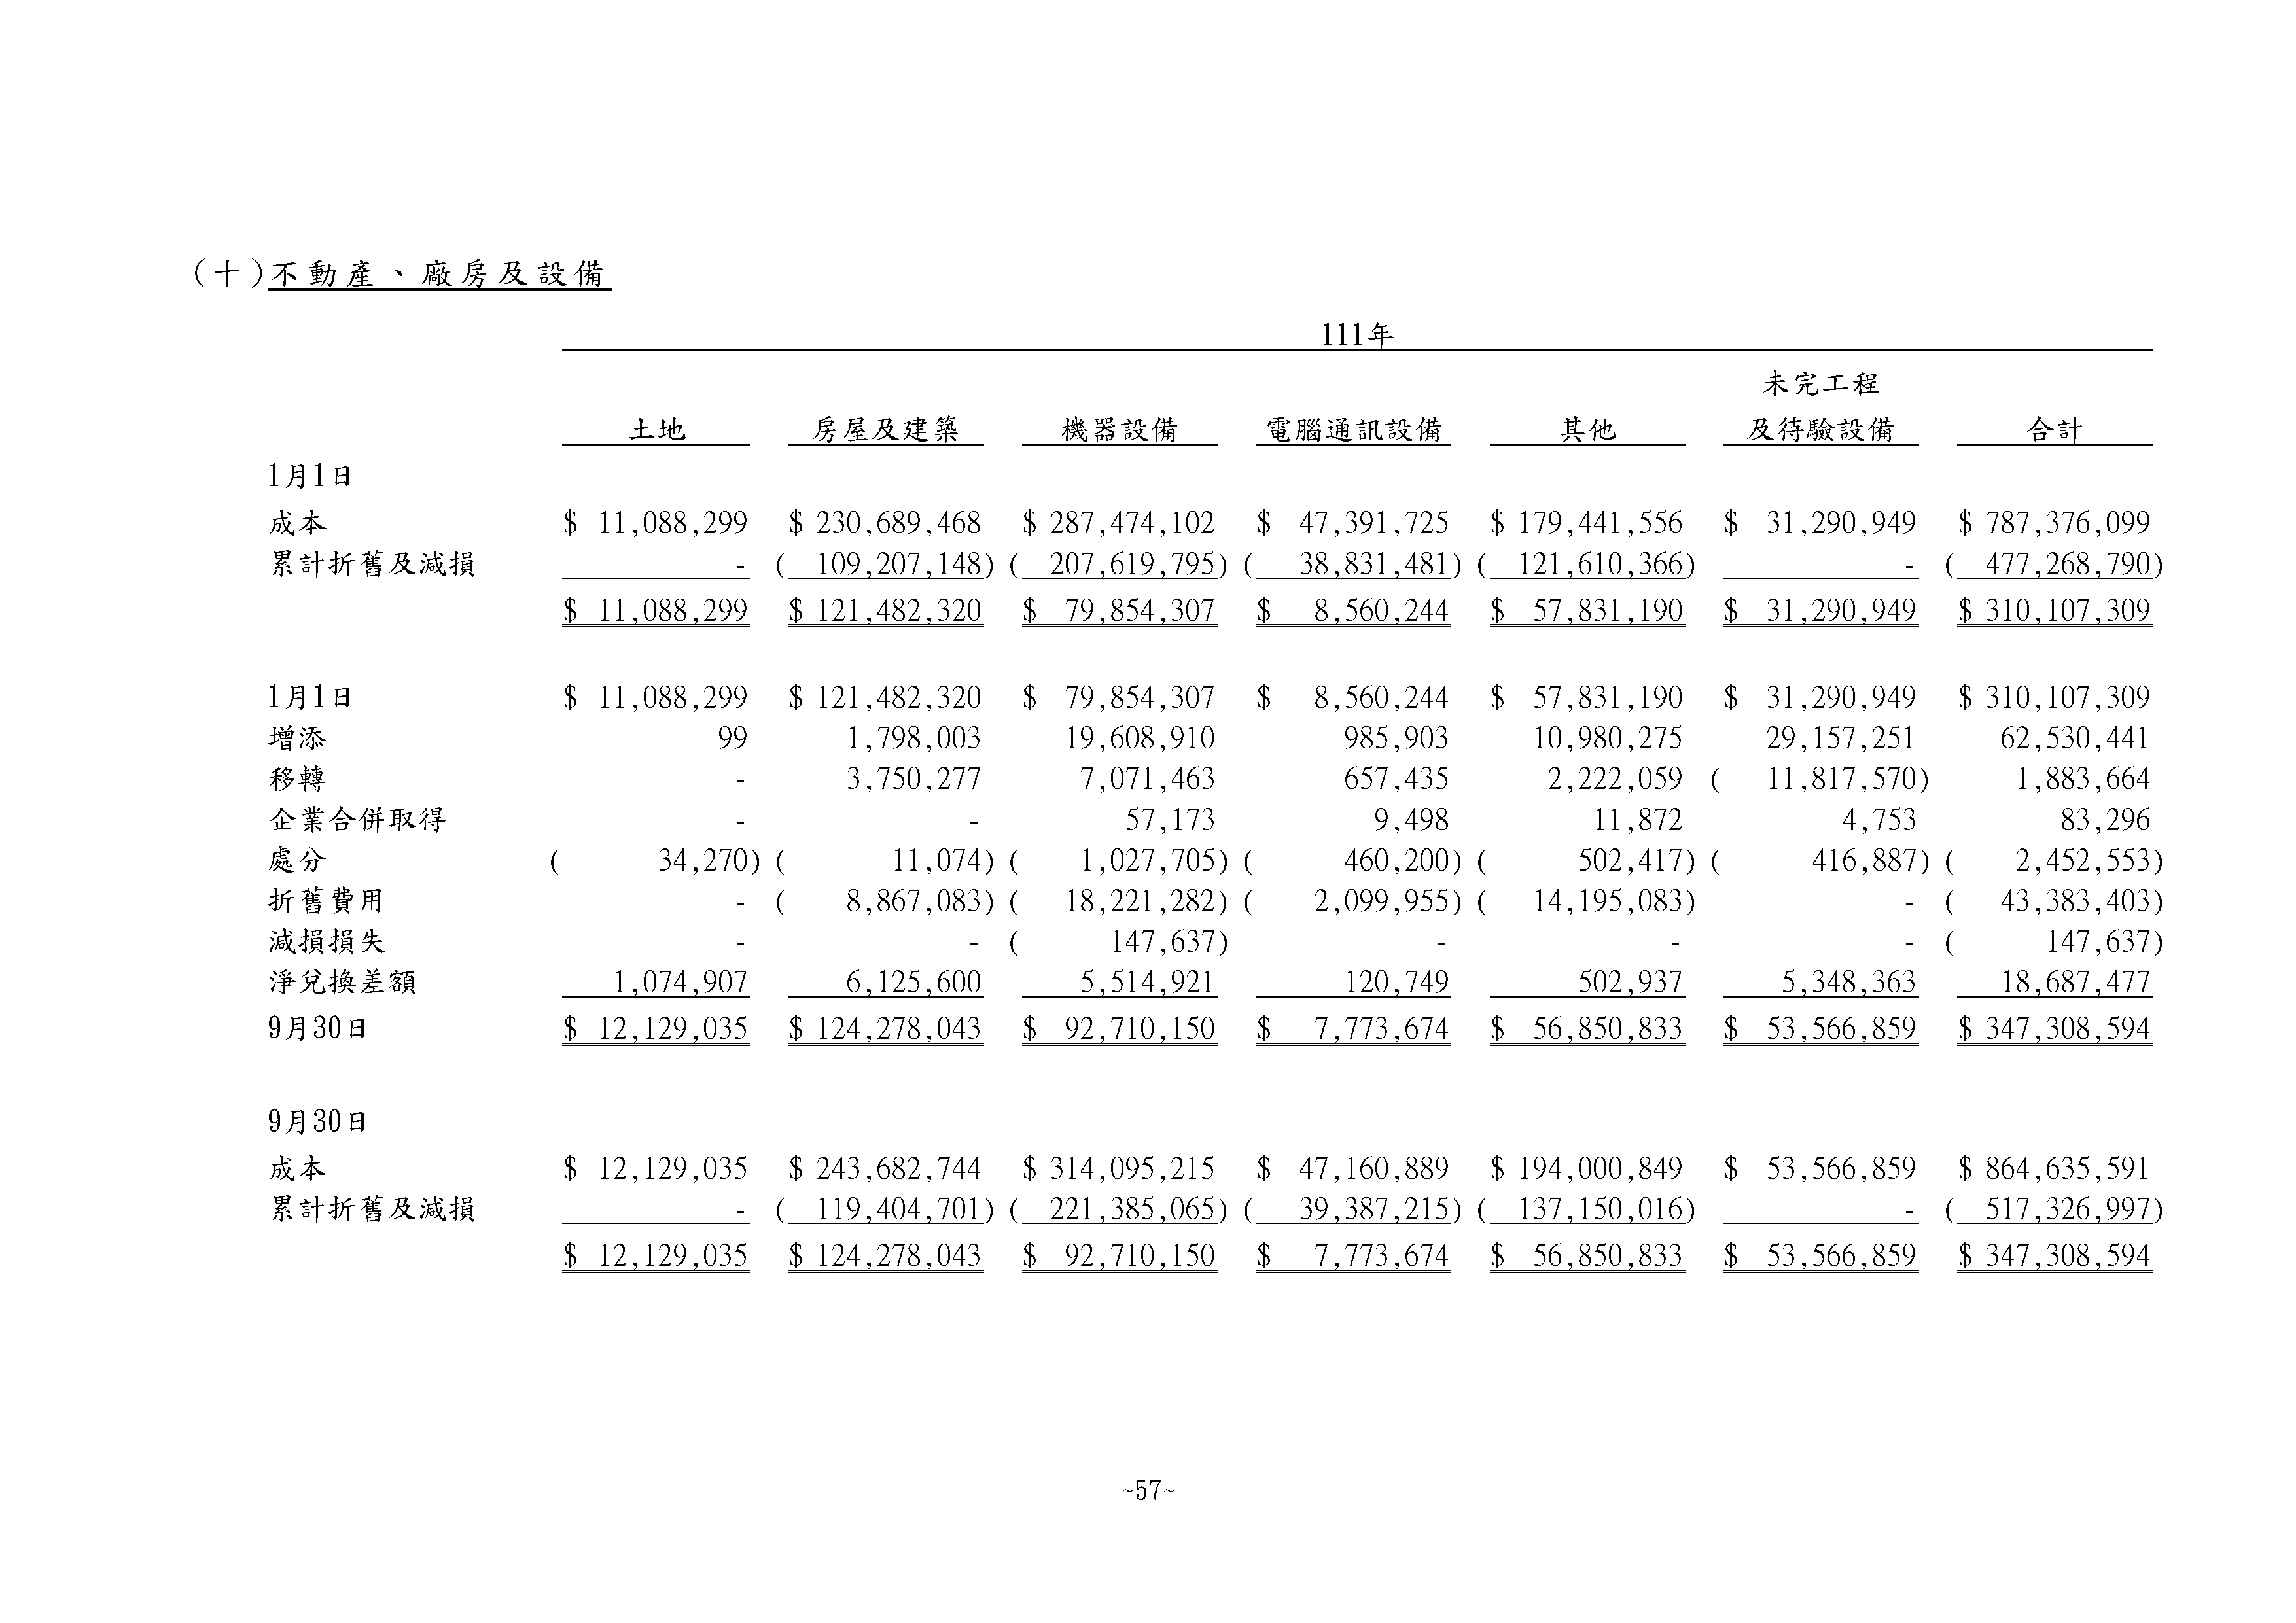 (十)不動產、廠房及設備
111年
未完工程
土地 房屋及建築 機器設備 電腦通訊設備 其他 及待驗設備 合計
1月1日
成本 $ 11,088,299 $ 230,689,468 $ 287,474,102 $ 47,391,725 $ 179,441,556 $ 31,290,949 $ 787,376,099
累計折舊及減損 - ( 109,207,148) ( 207,619,795) ( 38,831,481) ( 121,610,366) - ( 477,268,790)
$ 11,088,299 $ 121,482,320 $ 79,854,307 $ 8,560,244 $ 57,831,190 $ 31,290,949 $ 310,107,309
1月1日 $ 11,088,299 $ 121,482,320 $ 79,854,307 $ 8,560,244 $ 57,831,190 $ 31,290,949 $ 310,107,309
增添 99 1,798,003 19,608,910 985,903 10,980,275 29,157,251 62,530,441
移轉 - 3,750,277 7,071,463 657,435 2,222,059 ( 11,817,570) 1,883,664
企業合併取得 - - 57,173 9,498 11,872 4,753 83,296
處分 ( 34,270) ( 11,074) ( 1,027,705) ( 460,200) ( 502,417) ( 416,887) ( 2,452,553)
折舊費用 - ( 8,867,083) ( 18,221,282) ( 2,099,955) ( 14,195,083) - ( 43,383,403)
減損損失 - - ( 147,637) - - - ( 147,637)
淨兌換差額 1,074,907 6,125,600 5,514,921 120,749 502,937 5,348,363 18,687,477
9月30日 $ 12,129,035 $ 124,278,043 $ 92,710,150 $ 7,773,674 $ 56,850,833 $ 53,566,859 $ 347,308,594
9月30日
成本 $ 12,129,035 $ 243,682,744 $ 314,095,215 $ 47,160,889 $ 194,000,849 $ 53,566,859 $ 864,635,591
累計折舊及減損 - ( 119,404,701) ( 221,385,065) ( 39,387,215) ( 137,150,016) - ( 517,326,997)
$ 12,129,035 $ 124,278,043 $ 92,710,150 $ 7,773,674 $ 56,850,833 $ 53,566,859 $ 347,308,594
~57~